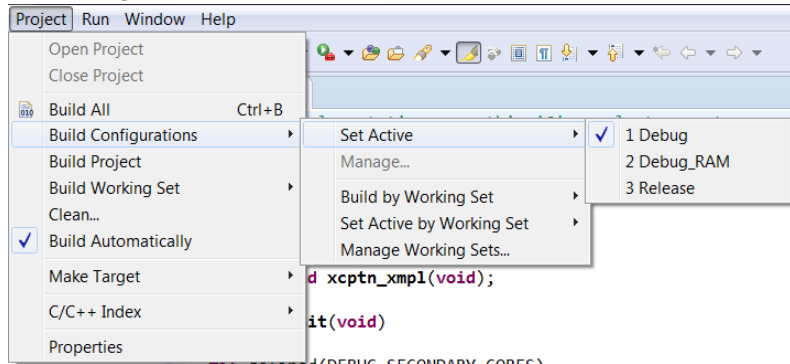 Project Run Window Help
Open Project
Close Project
Build All Ctrl+B
Build Configurations
Build Project
Build Working Set
Clean...
Build Automatically
Make Target
C/C++ Index
Properties
Set Active
Manage...
Build by Working Set
Set Active by Working Set
Manage Working Sets...
1 Debug
2 Debug_RAM
3 Release
d xcptn_xmpl(void);
it(void)